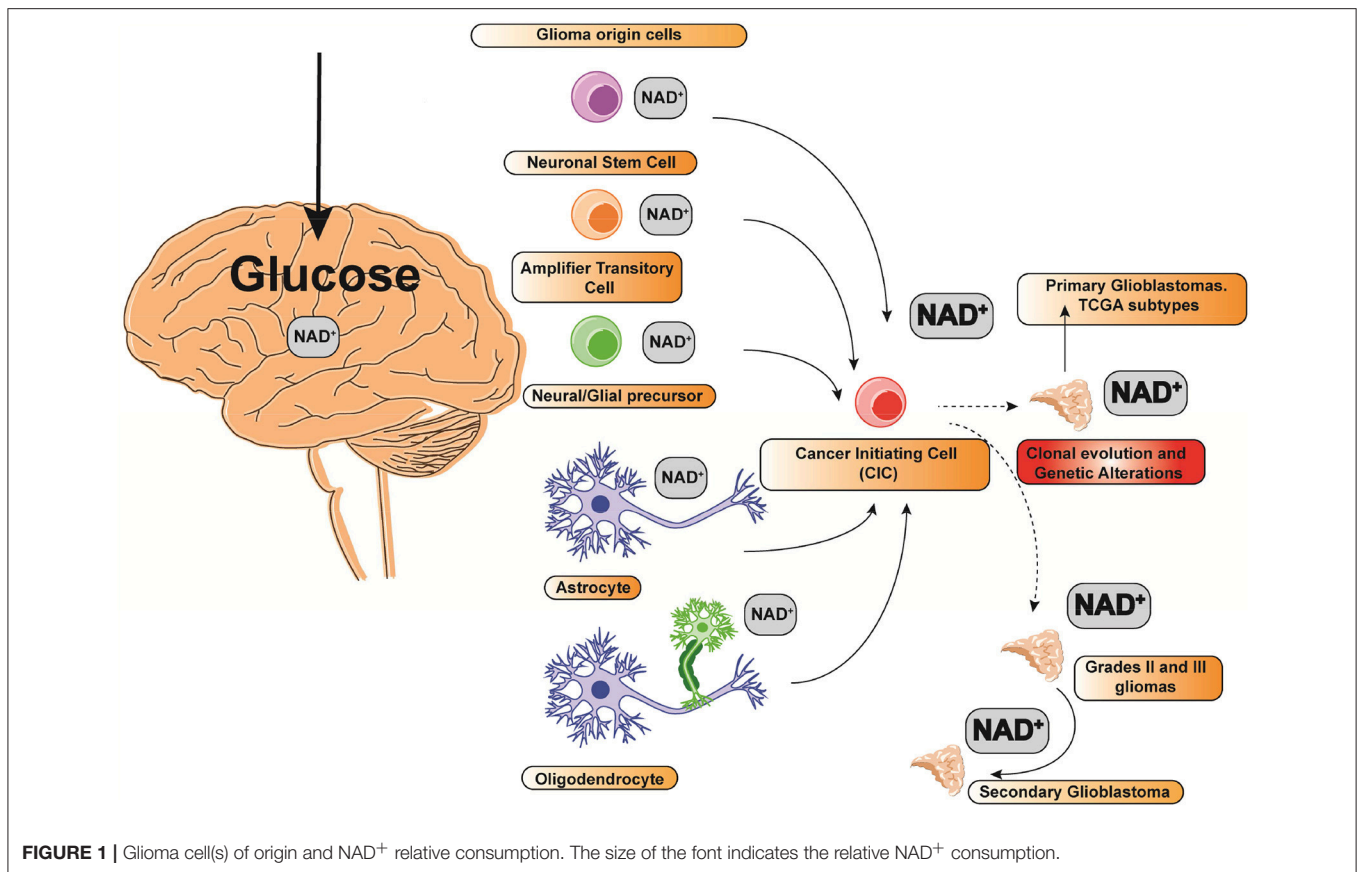 Glioma origin cells
NAD+
Neuronal Stem Cell
NAD+
Amplifier Transitory
Cell
NAD+
Neural/Glial precursor
Glucose
NAD+
NAD+
Astrocyte
NAD+
Oligodendrocyte
NAD+
Cancer Initiating Cell
(CIC)
Primary Glioblastomas.
TCGA subtypes
NAD+
Clonal evolution and
Genetic Alterations
NAD+
Grades II and III
gliomas
NAD+
Secondary Glioblastoma
FIGURE 1 | Glioma cell(s) of origin and NAD+ relative consumption. The size of the font indicates the relative NAD+ consumption.